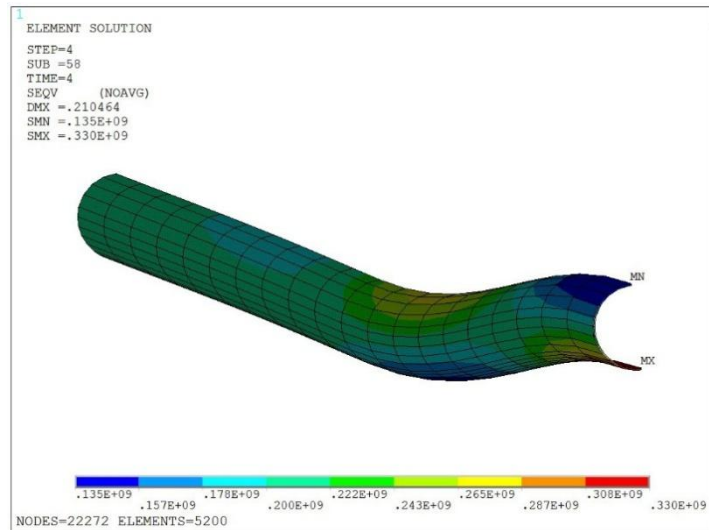 1
ELEMENT SOLUTION
STEP=4
SUB =58
TIME=4
SEQV (NOAVG)
DMX =.210464
SMN =.135E+09
SMX =.330E+09
MN
MX
.135E+09 .178E+09 .222E+09 .265E+09 .308E+09
.157E+09 .200E+09 .243E+09 .287E+09 .330E+09
NODES=22272 ELEMENTS=5200